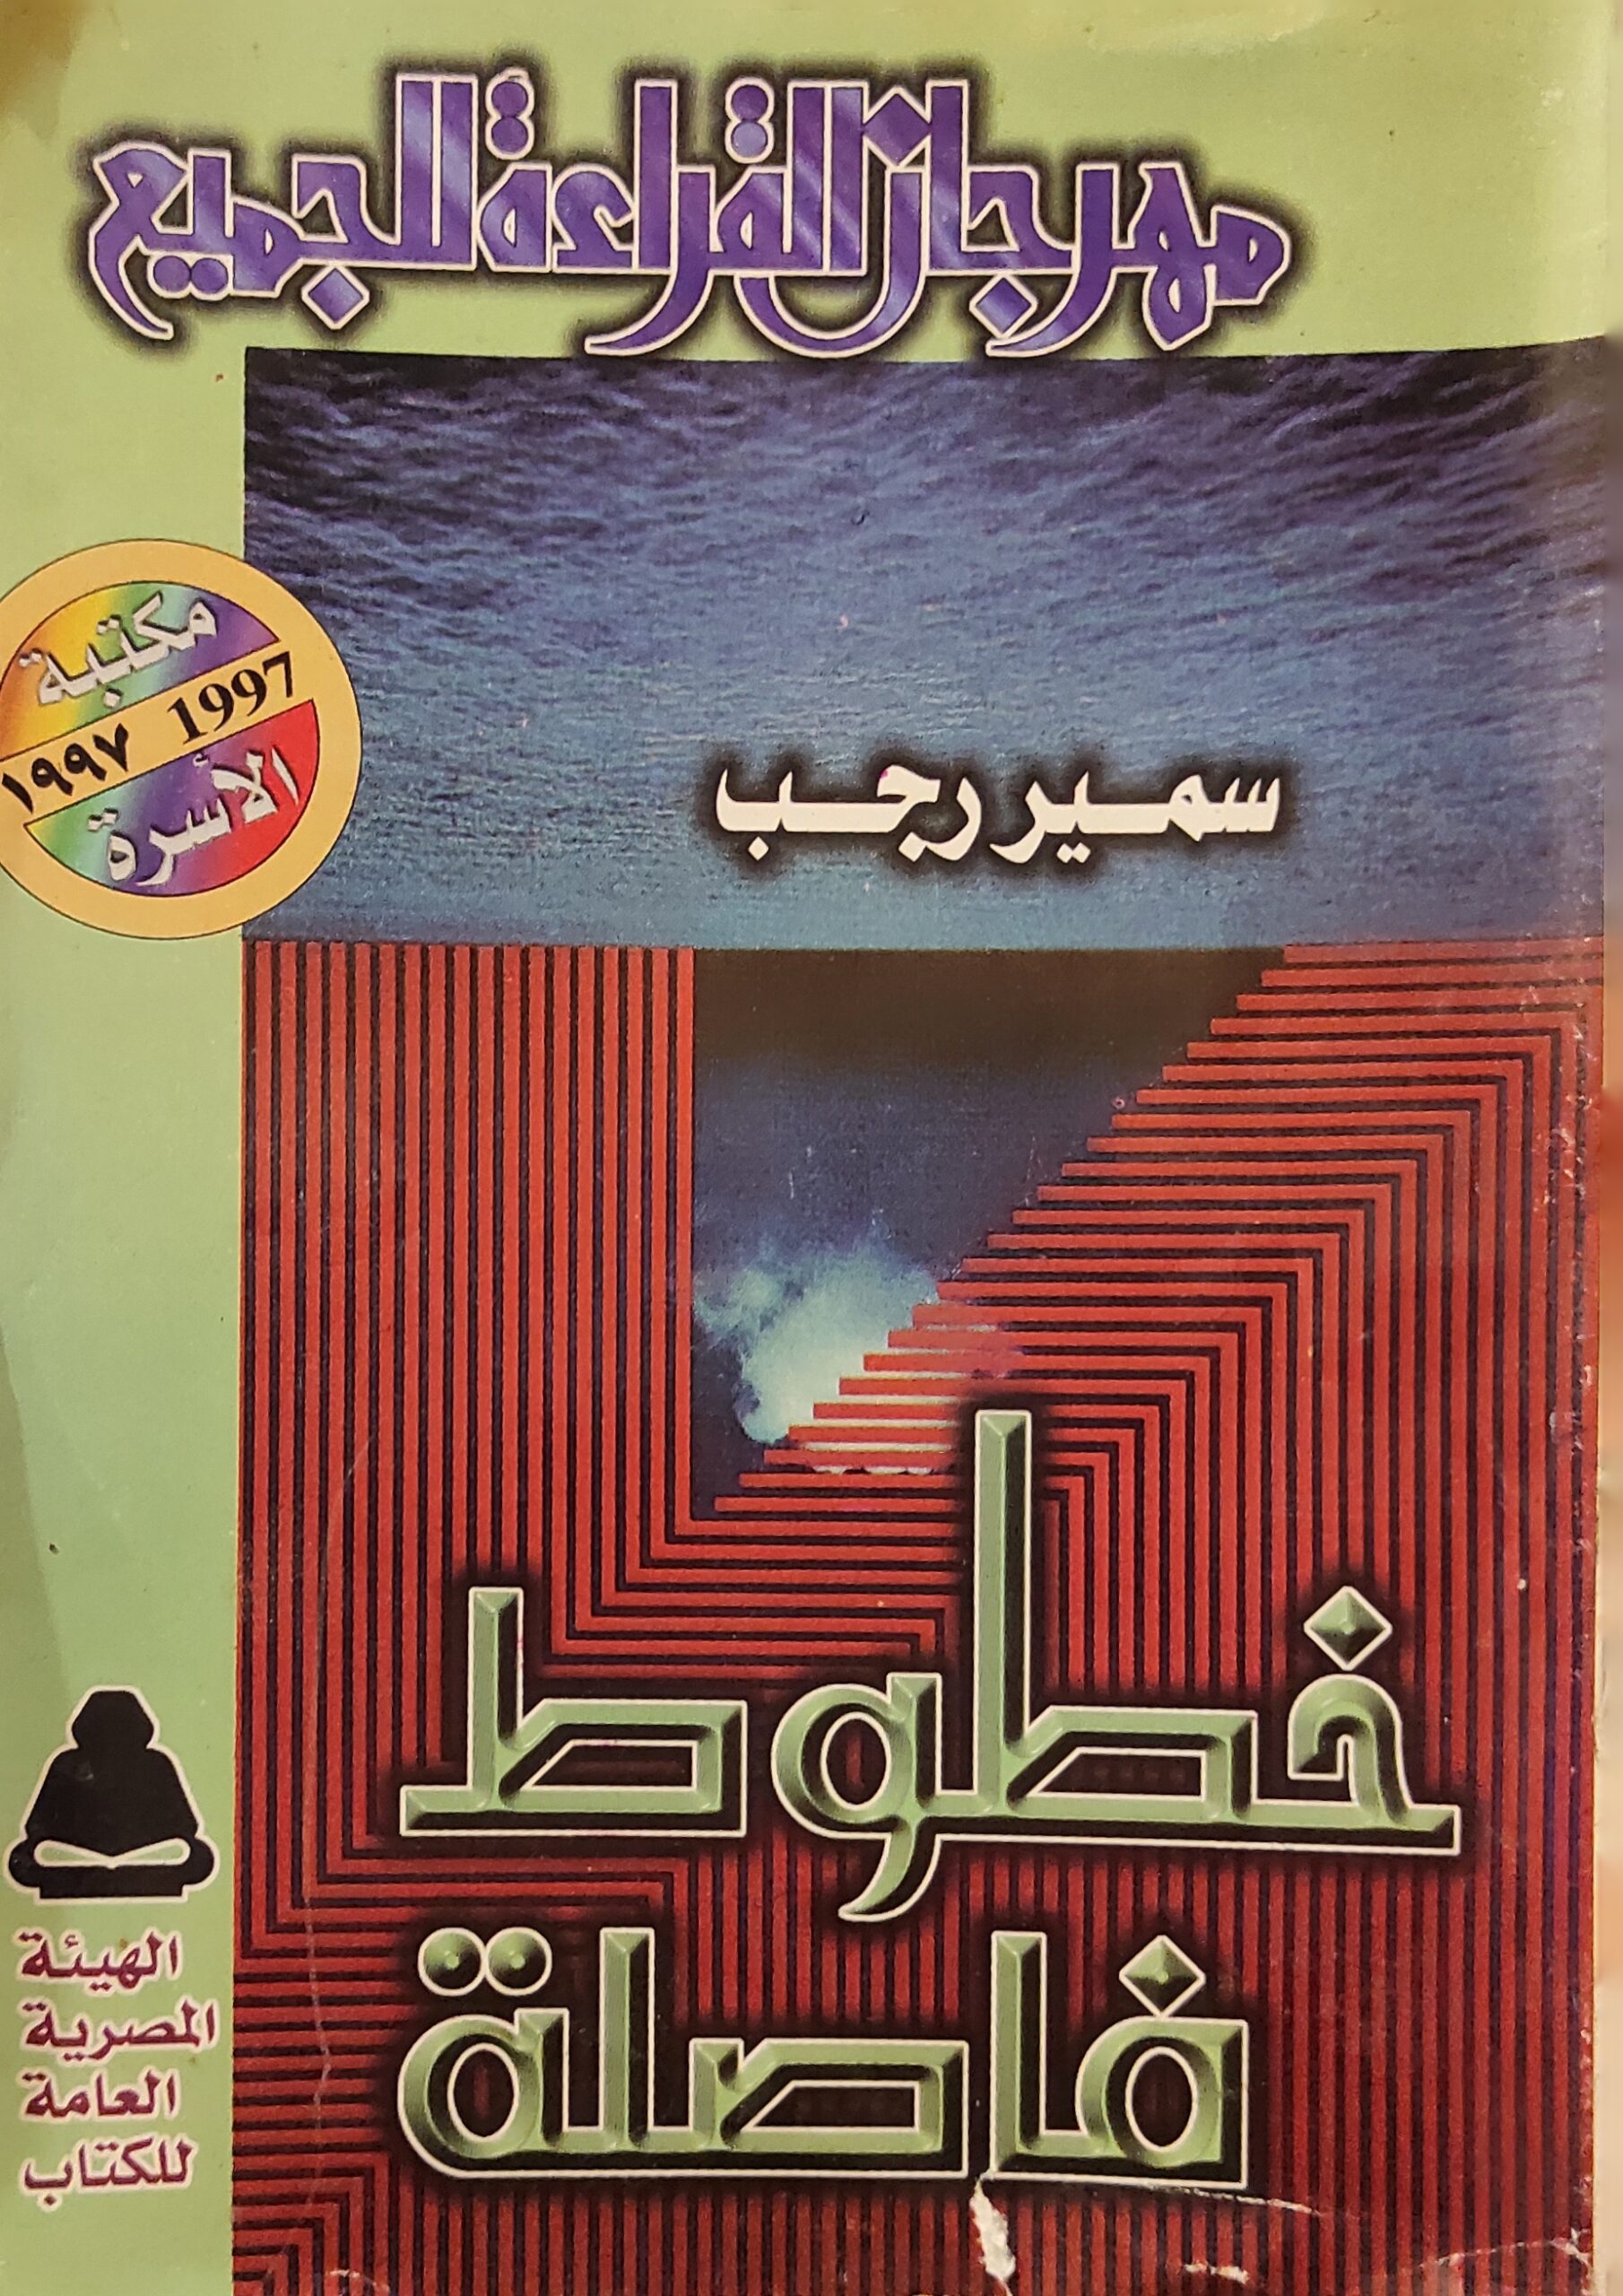 مهرجان القراءة للجميع
مكتبة
١٩٩٧ 1997
الأسرة
سمير رجب
خطوط
فاصلة
الهيئة
المصرية
العامة
للكتاب